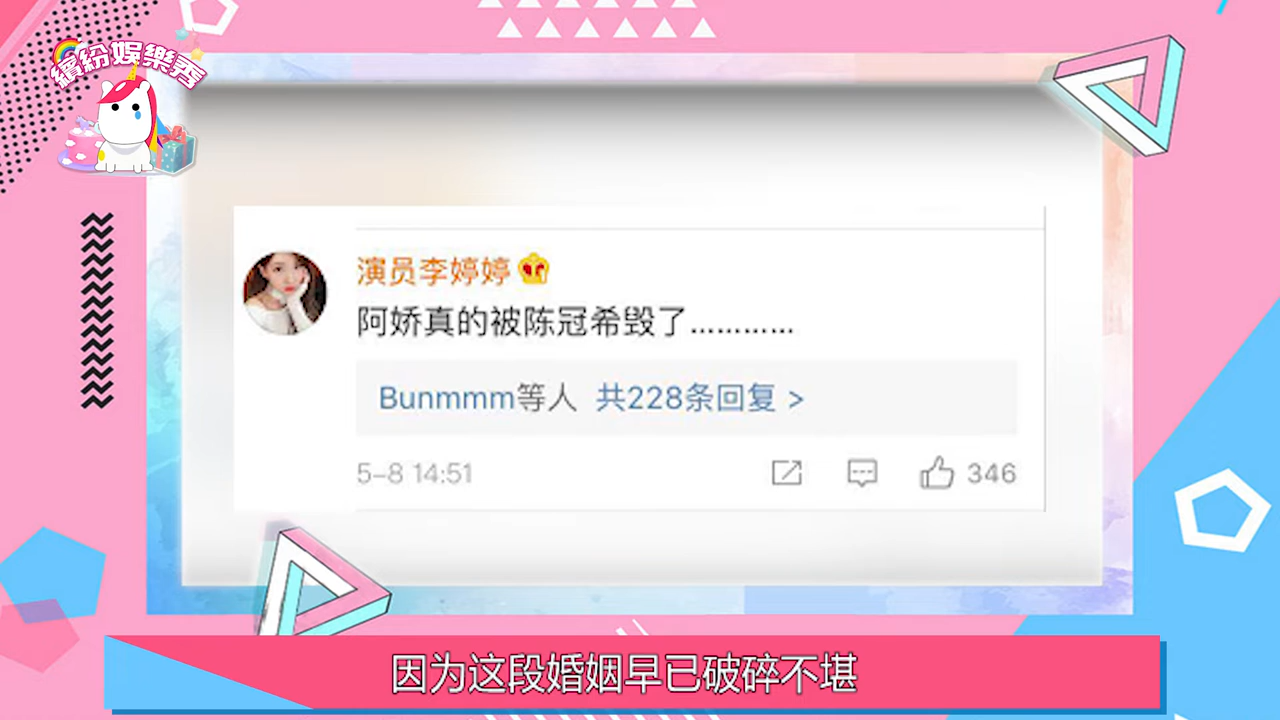 繽紛娛樂秀
演员李婷婷
阿娇真的被陈冠希毁了…………
Bunmmm等人 共228条回复 >
5-8 14:51
346
因为这段婚姻早已破碎不堪